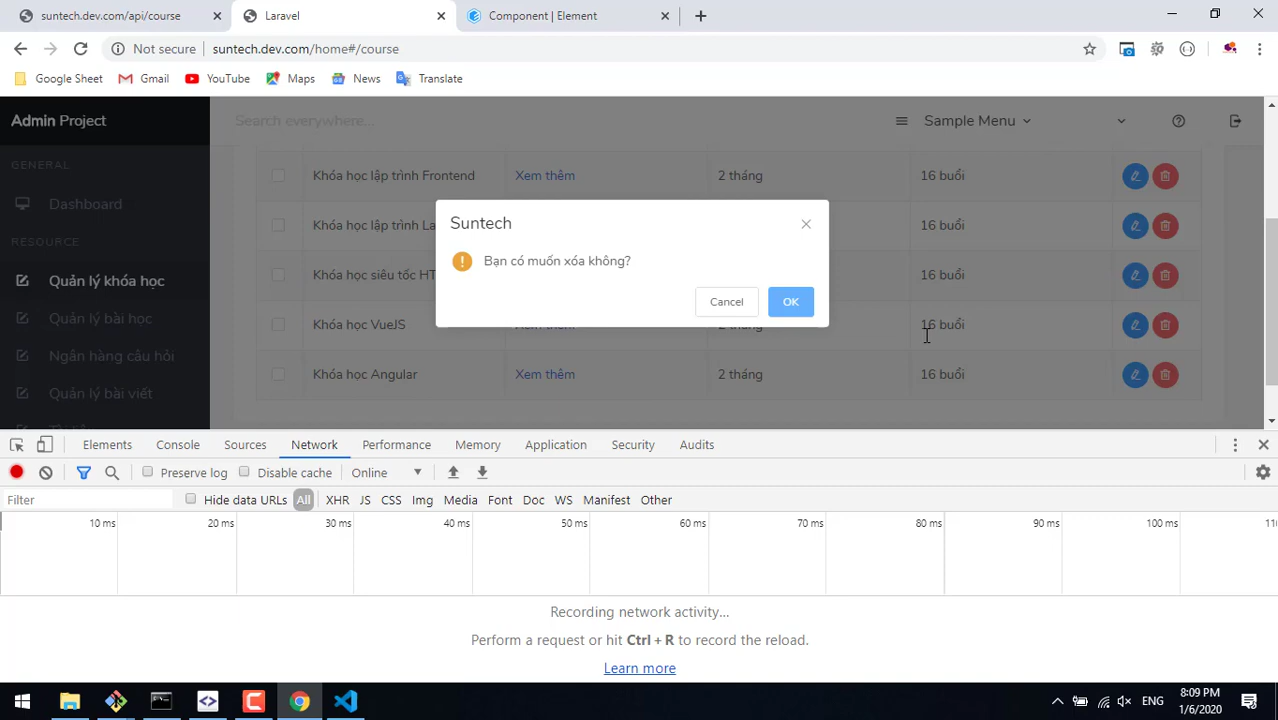 suntech.dev.com/api/course
Laravel
Component | Element
Not secure
suntech.dev.com/home#/course
Google Sheet
Gmail
YouTube
Maps
News
Translate
Admin Project
Search everywhere...
Sample Menu
GENERAL
Dashboard
RESOURCE
Quản lý khóa học
Quản lý bài học
Ngân hàng câu hỏi
Quản lý bài viết
Khóa học lập trình Frontend
Xem thêm
2 tháng
16 buổi
Khóa học lập trình La
16 buổi
Khóa học siêu tốc HT
16 buổi
Khóa học VueJS
Xem thêm
2 tháng
16 buổi
Khóa học Angular
Xem thêm
2 tháng
16 buổi
Suntech
Bạn có muốn xóa không?
Cancel
OK
Elements
Console
Sources
Network
Performance
Memory
Application
Security
Audits
Preserve log
Disable cache
Online
Filter
Hide data URLs
All
XHR
JS
CSS
Img
Media
Font
Doc
WS
Manifest
Other
10 ms
20 ms
30 ms
40 ms
50 ms
60 ms
70 ms
80 ms
90 ms
100 ms
Recording network activity...
Perform a request or hit Ctrl + R to record the reload.
Learn more
ENG
8:09 PM
1/6/2020